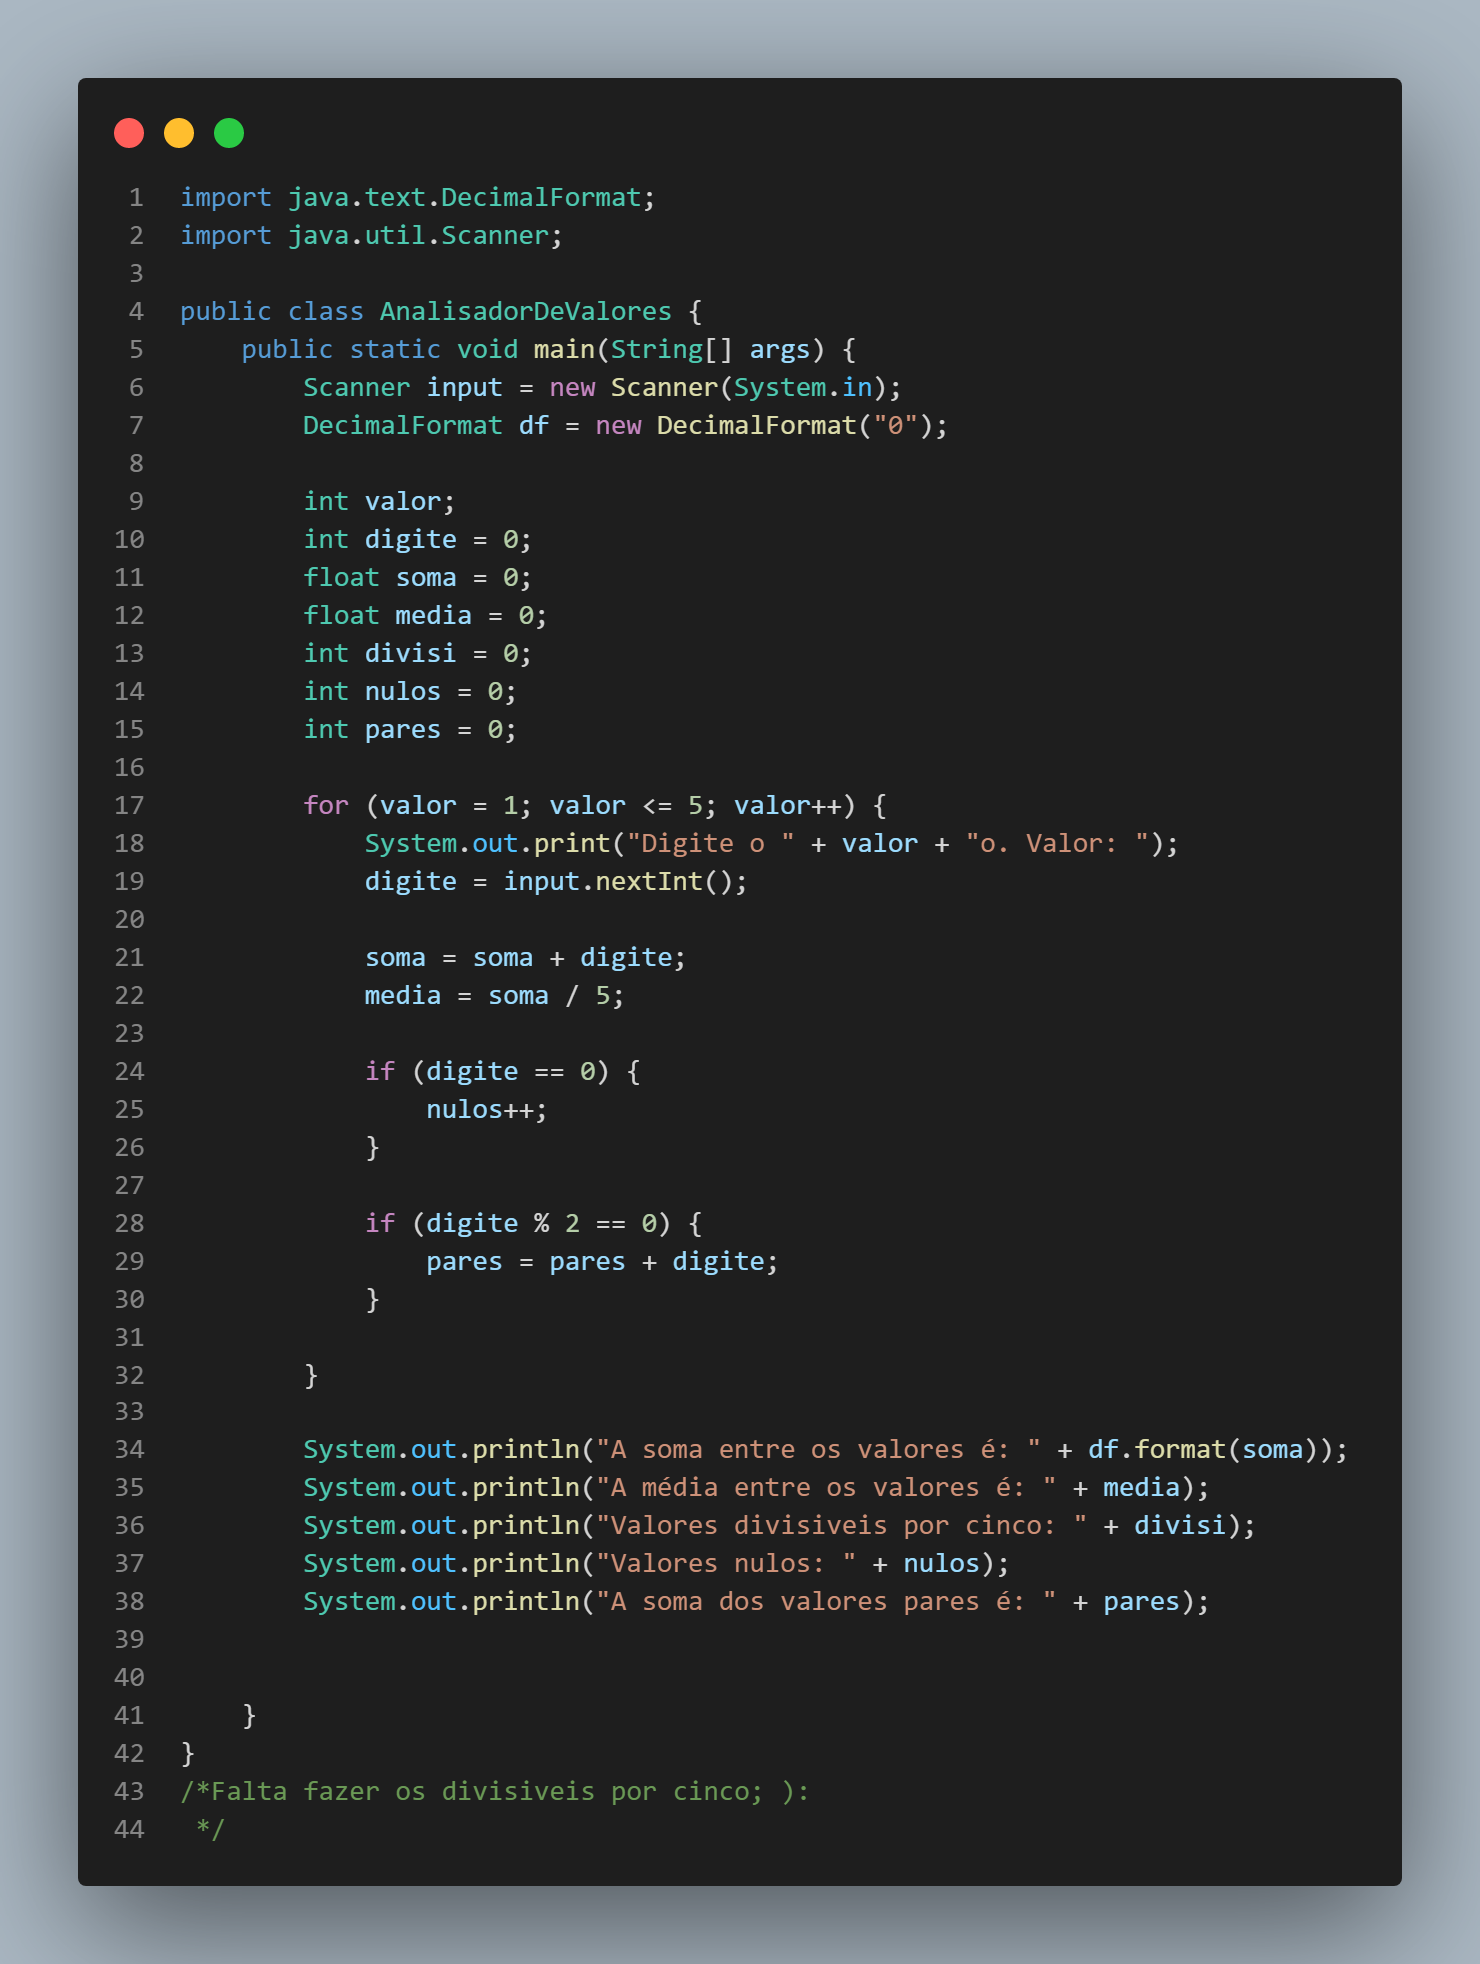 1 import java.text.DecimalFormat;
2 import java.util.Scanner;
3
4 public class AnalisadorDeValores {
5     public static void main(String[] args) {
6         Scanner input = new Scanner(System.in);
7         DecimalFormat df = new DecimalFormat("0");
8
9         int valor;
10         int digite = 0;
11         float soma = 0;
12         float media = 0;
13         int divisi = 0;
14         int nulos = 0;
15         int pares = 0;
16
17         for (valor = 1; valor <= 5; valor++) {
18             System.out.print("Digite o " + valor + "o. Valor: ");
19             digite = input.nextInt();
20
21             soma = soma + digite;
22             media = soma / 5;
23
24             if (digite == 0) {
25                 nulos++;
26             }
27
28             if (digite % 2 == 0) {
29                 pares = pares + digite;
30             }
31
32         }
33
34         System.out.println("A soma entre os valores é: " + df.format(soma));
35         System.out.println("A média entre os valores é: " + media);
36         System.out.println("Valores divisiveis por cinco: " + divisi);
37         System.out.println("Valores nulos: " + nulos);
38         System.out.println("A soma dos valores pares é: " + pares);
39
40
41     }
42 }
43 /*Falta fazer os divisiveis por cinco; ):
44  */